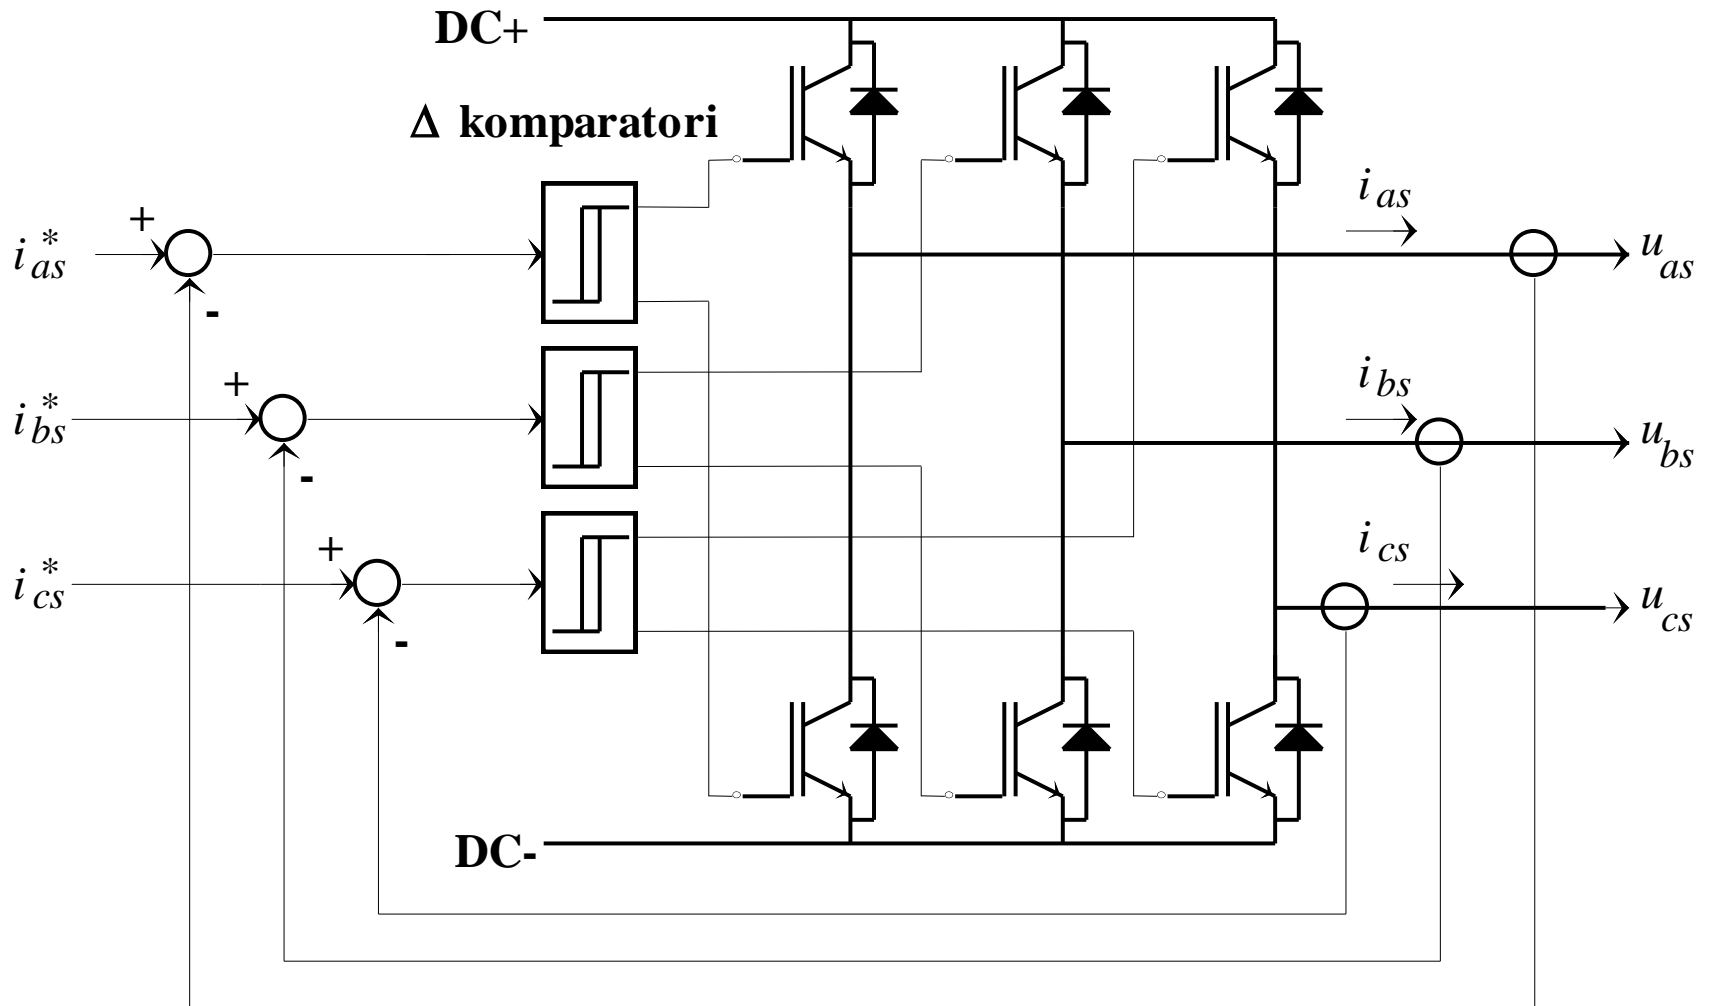 DC+
Δ komparatori
+
i*as
-
+
i*bs
-
+
i*cs
-
ias
uas
ibs
ubs
ics
ucs
DC-